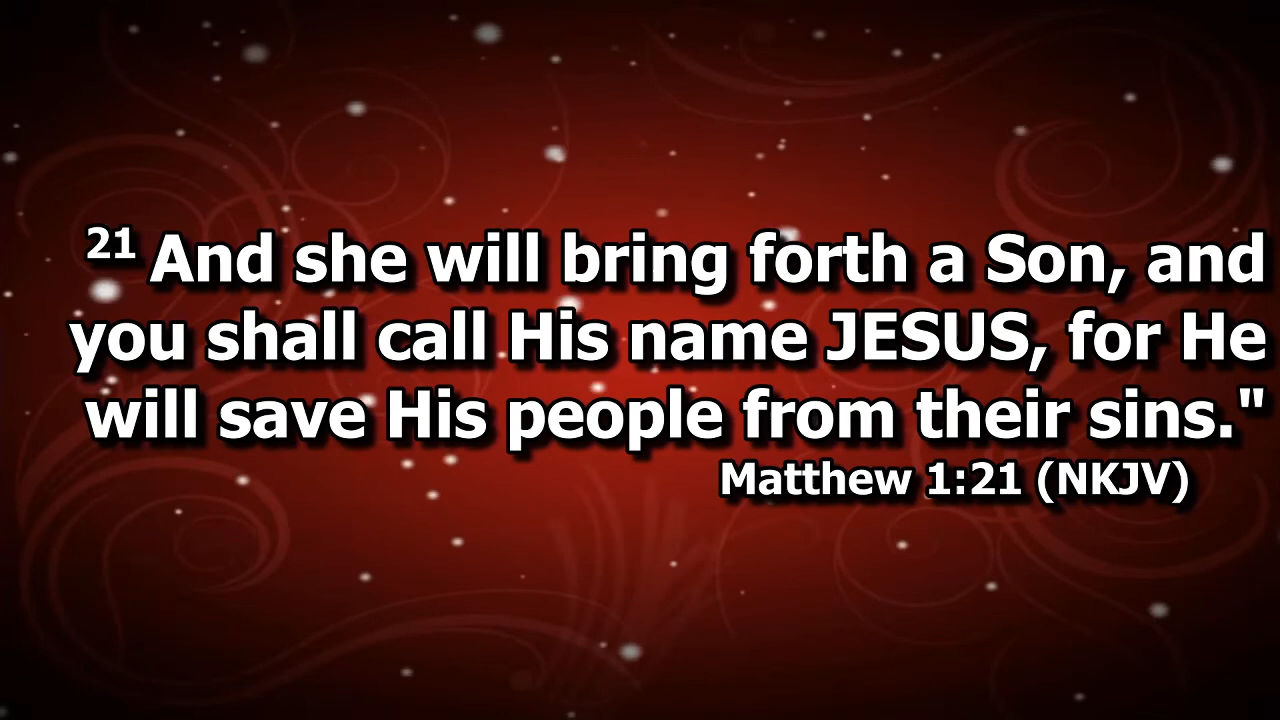 21 And she will bring forth a Son, and
you shall call His name JESUS, for He
will save His people from their sins."
Matthew 1:21 (NKJV)